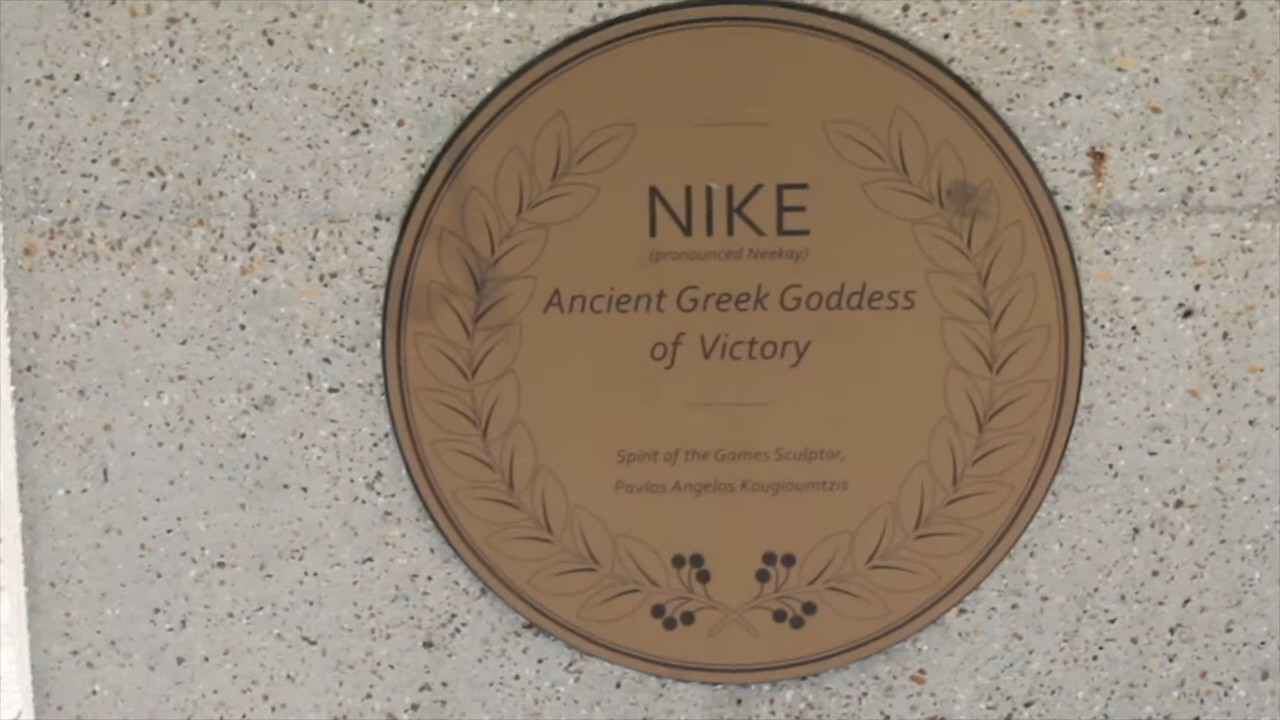 NIKE
(pronounced Neekay)
Ancient Greek Goddess
of Victory
Spirit of the Games Sculptor,
Pavlos Angelos Kougioumtzis